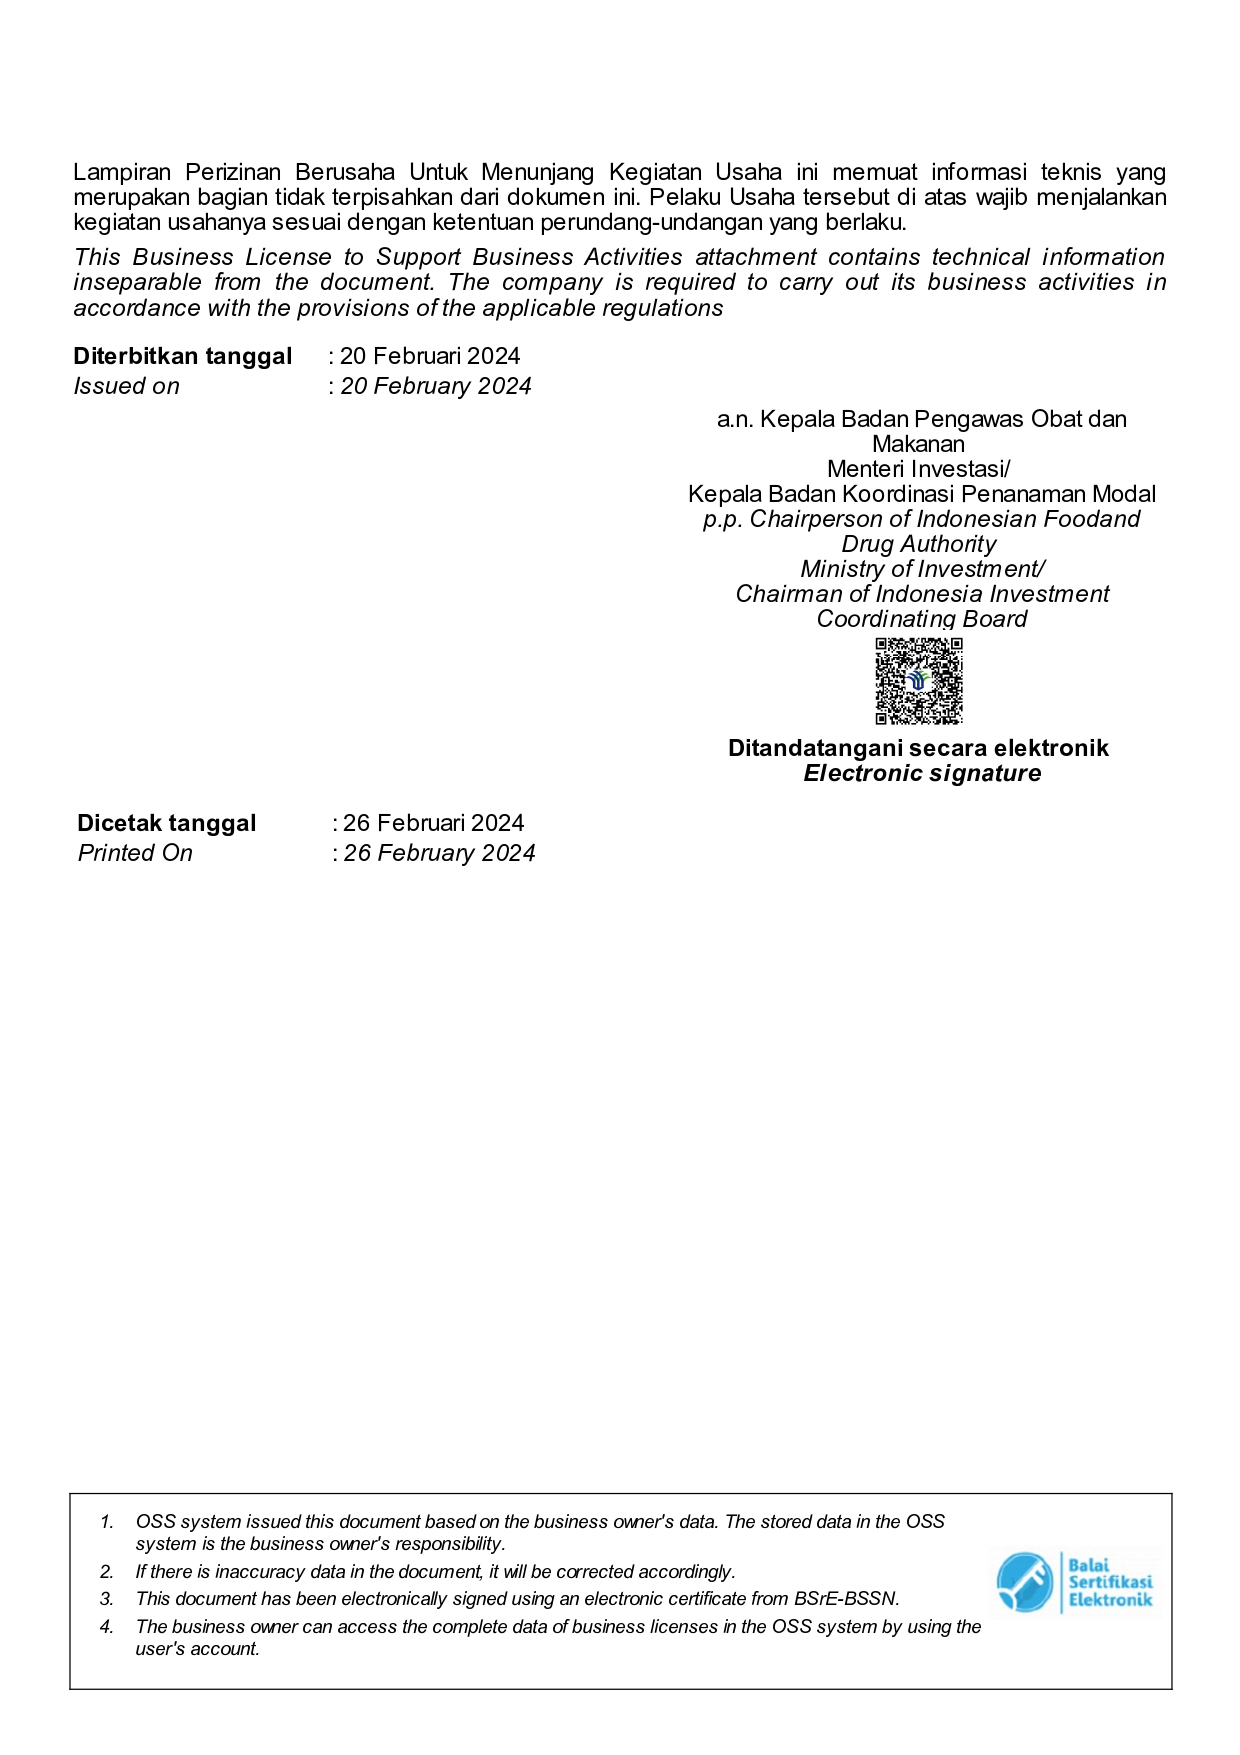 Lampiran Perizinan Berusaha Untuk Menunjang Kegiatan Usaha ini memuat informasi teknis yang
merupakan bagian tidak terpisahkan dari dokumen ini. Pelaku Usaha tersebut di atas wajib menjalankan
kegiatan usahanya sesuai dengan ketentuan perundang-undangan yang berlaku.
This Business License to Support Business Activities attachment contains technical information
inseparable from the document. The company is required to carry out its business activities in
accordance with the provisions of the applicable regulations
Diterbitkan tanggal : 20 Februari 2024
Issued on : 20 February 2024
a.n. Kepala Badan Pengawas Obat dan
Makanan
Menteri Investasi/
Kepala Badan Koordinasi Penanaman Modal
p.p. Chairperson of Indonesian Foodand
Drug Authority
Ministry of Investment/
Chairman of Indonesia Investment
Coordinating Board
Ditandatangani secara elektronik
Electronic signature
Dicetak tanggal : 26 Februari 2024
Printed On : 26 February 2024
1. OSS system issued this document based on the business owner's data. The stored data in the OSS
system is the business owner's responsibility.
2. If there is inaccuracy data in the document, it will be corrected accordingly.
3. This document has been electronically signed using an electronic certificate from BSrE-BSSN.
4. The business owner can access the complete data of business licenses in the OSS system by using the
user's account.
Balai
Sertifikasi
Elektronik